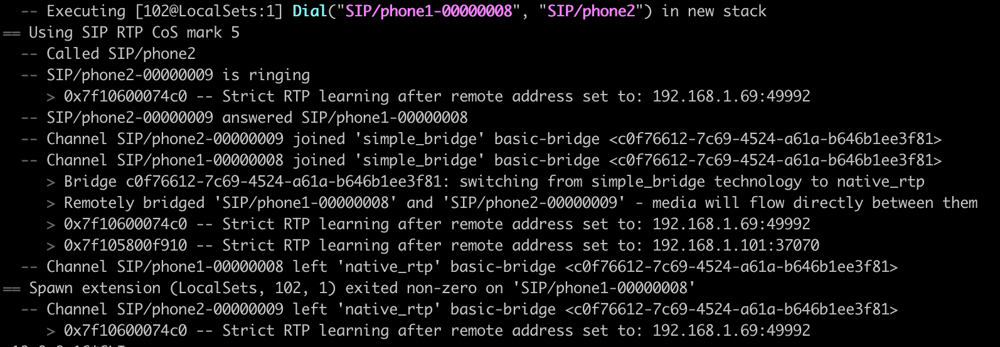 -- Executing [102@LocalSets:1] Dial("SIP/phone1-00000008", "SIP/phone2") in new stack
== Using SIP RTP CoS mark 5
-- Called SIP/phone2
-- SIP/phone2-00000009 is ringing
> 0x7f10600074c0 -- Strict RTP learning after remote address set to: 192.168.1.69:49992
-- SIP/phone2-00000009 answered SIP/phone1-00000008
-- Channel SIP/phone2-00000009 joined 'simple_bridge' basic-bridge <c0f76612-7c69-4524-a61a-b646b1ee3f81>
-- Channel SIP/phone1-00000008 joined 'simple_bridge' basic-bridge <c0f76612-7c69-4524-a61a-b646b1ee3f81>
> Bridge c0f76612-7c69-4524-a61a-b646b1ee3f81: switching from simple_bridge technology to native_rtp
> Remotely bridged 'SIP/phone1-00000008' and 'SIP/phone2-00000009' - media will flow directly between them
> 0x7f10600074c0 -- Strict RTP learning after remote address set to: 192.168.1.69:49992
> 0x7f105800f910 -- Strict RTP learning after remote address set to: 192.168.1.101:37070
-- Channel SIP/phone1-00000008 left 'native_rtp' basic-bridge <c0f76612-7c69-4524-a61a-b646b1ee3f81>
== Spawn extension (LocalSets, 102, 1) exited non-zero on 'SIP/phone1-00000008'
-- Channel SIP/phone2-00000009 left 'native_rtp' basic-bridge <c0f76612-7c69-4524-a61a-b646b1ee3f81>
> 0x7f10600074c0 -- Strict RTP learning after remote address set to: 192.168.1.69:49992